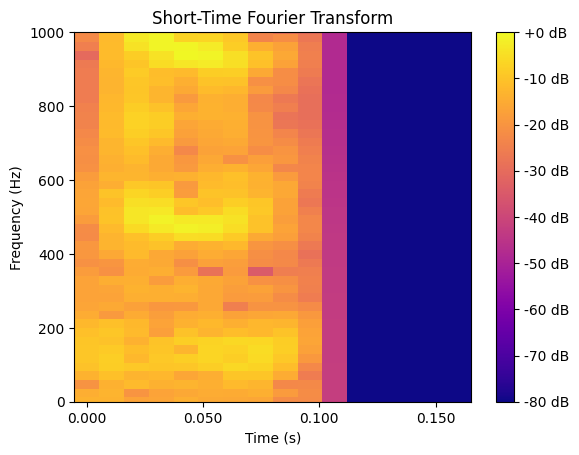 Short-Time Fourier Transform
Frequency (Hz)
1000
800
600
400
200
0
0.000
0.050
0.100
0.150
Time (s)
+0 dB
-10 dB
-20 dB
-30 dB
-40 dB
-50 dB
-60 dB
-70 dB
-80 dB